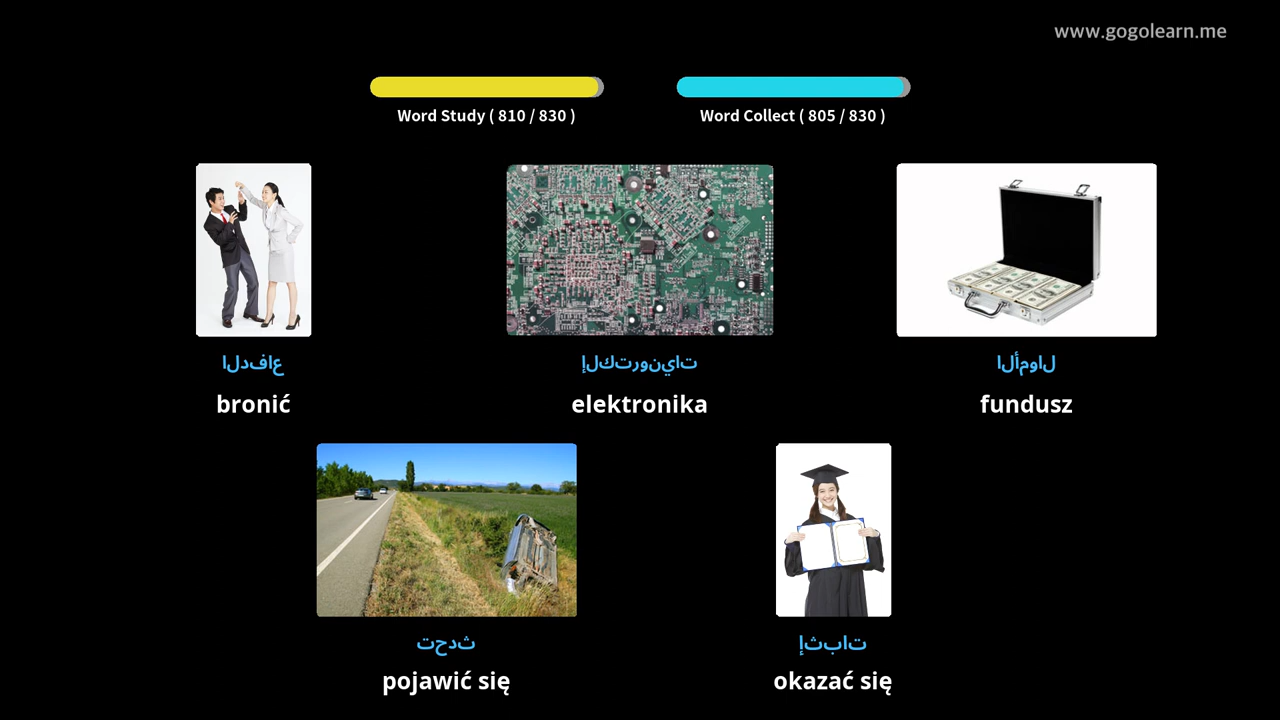 www.gogolearn.me
Word Study ( 810 / 830 )
Word Collect ( 805 / 830 )
الدفاع
إلكترونيات
الأموال
bronić
elektronika
fundusz
تحدث
إثبات
pojawić się
okazać się